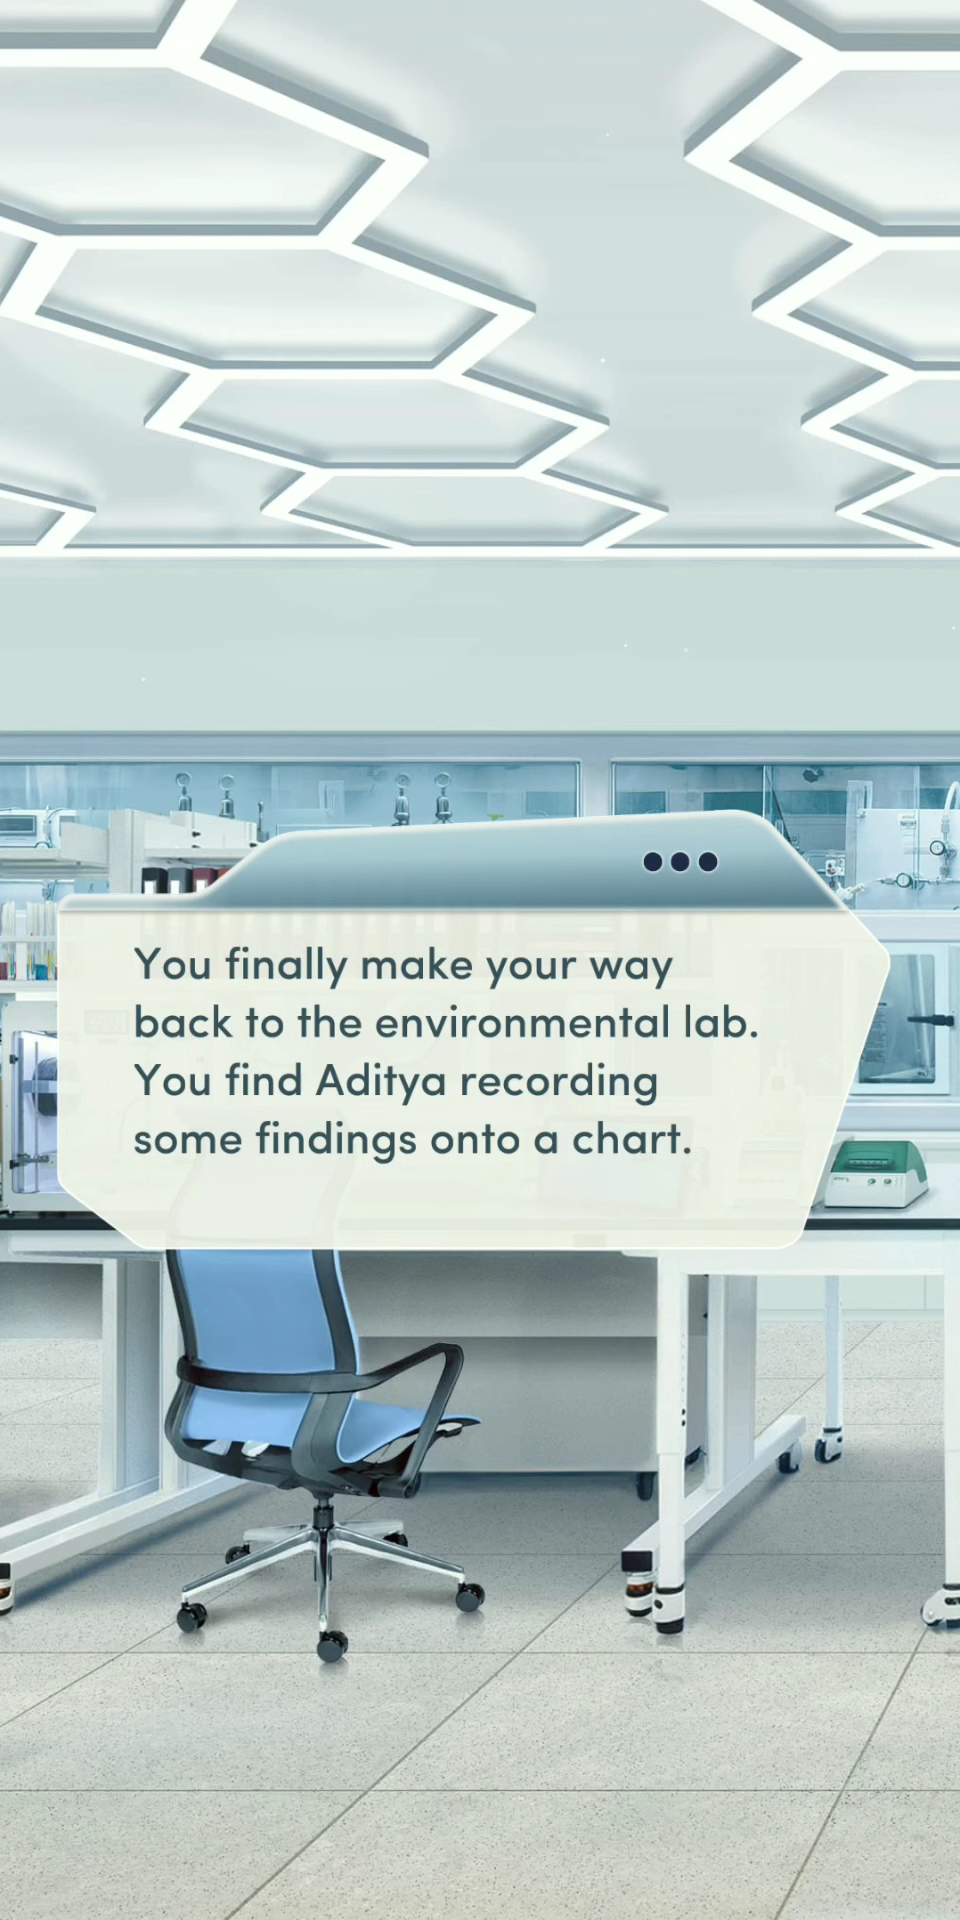 You finally make your way
back to the environmental lab.
You find Aditya recording
some findings onto a chart.